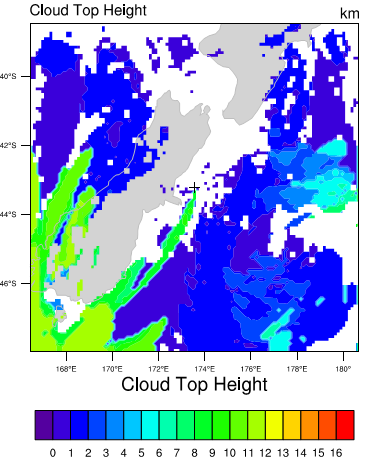 Cloud Top Height km
40°S
42°S
44°S
46°S
168°E 170°E 172°E 174°E 176°E 178°E 180°
Cloud Top Height
0 1 2 3 4 5 6 7 8 9 10 11 12 13 14 15 16